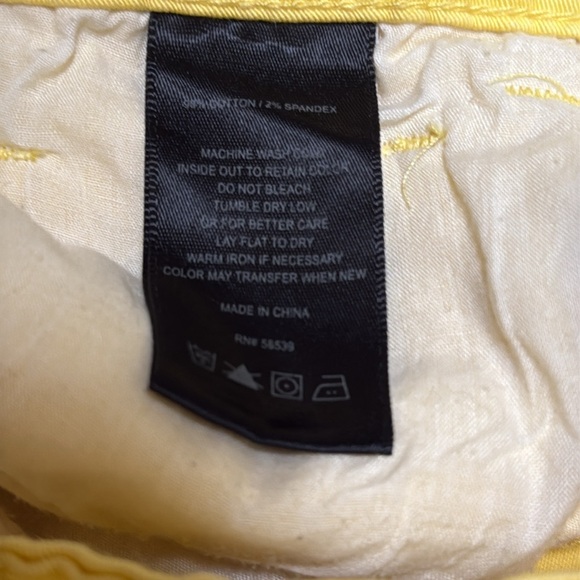 98% COTTON / 2% SPANDEX
MACHINE WASH COLD
INSIDE OUT TO RETAIN COLOR
DO NOT BLEACH
TUMBLE DRY LOW
OR FOR BETTER CARE
LAY FLAT TO DRY
WARM IRON IF NECESSARY
COLOR MAY TRANSFER WHEN NEW
MADE IN CHINA
RN# 56539